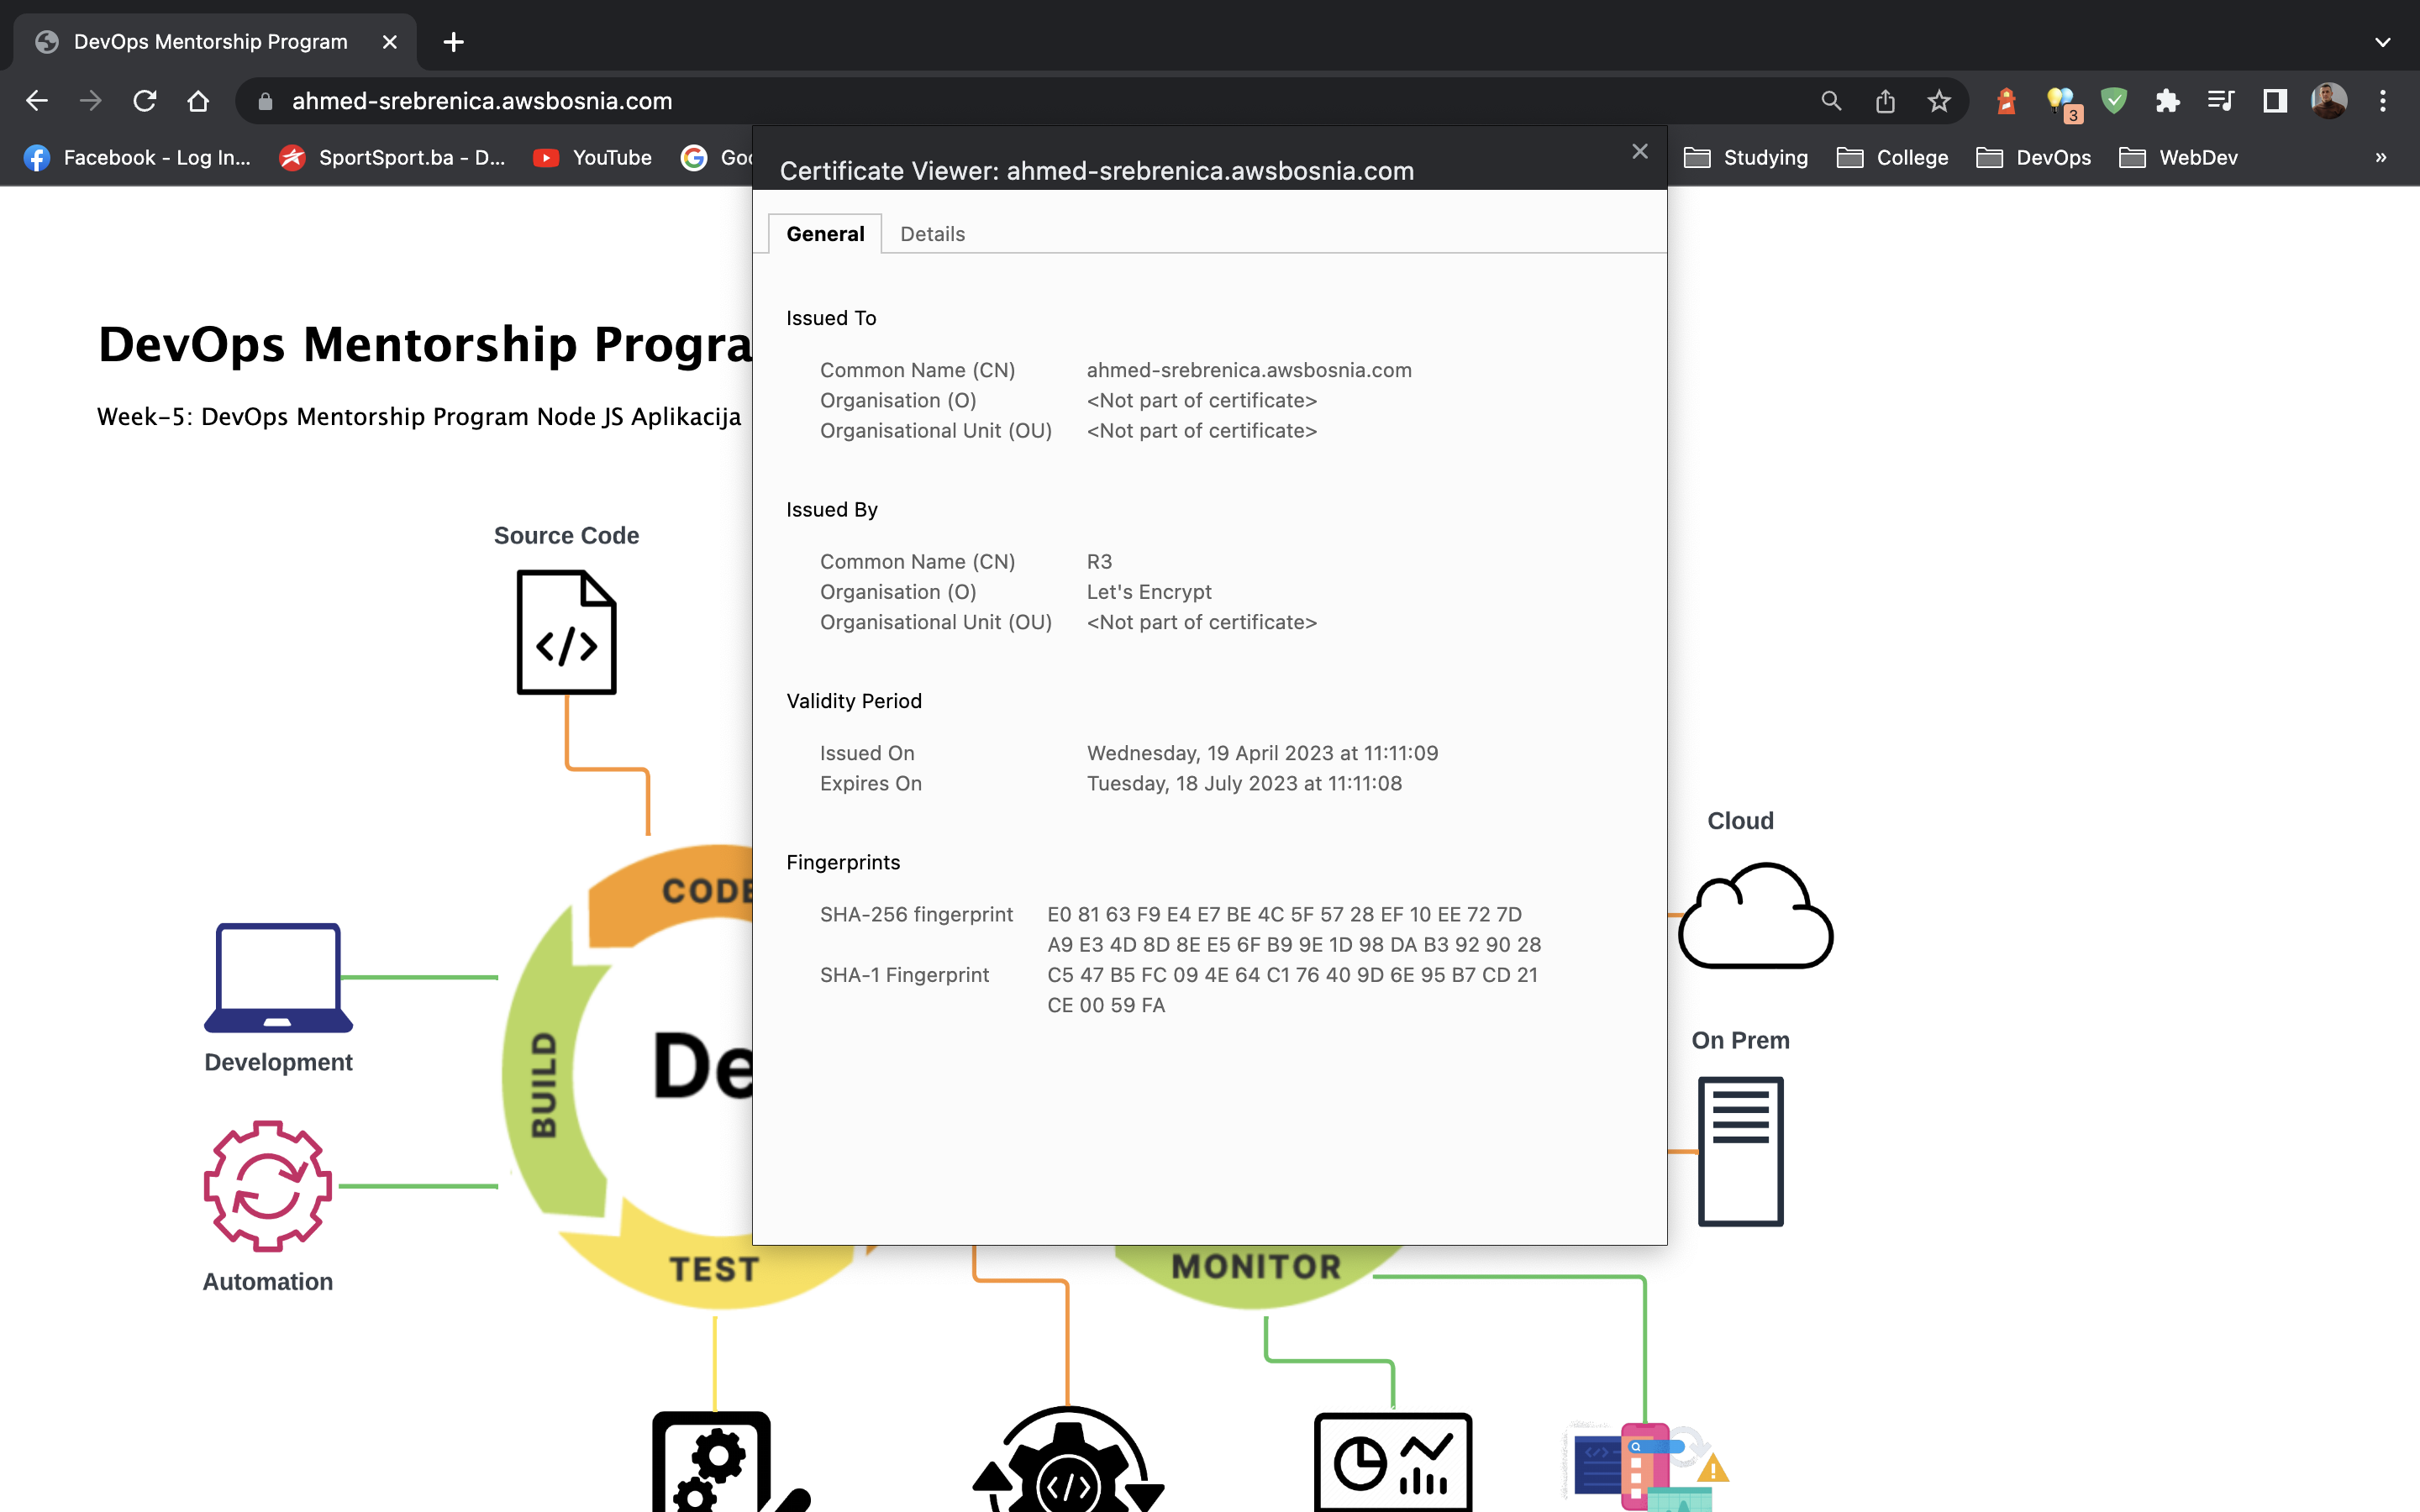 DevOps Mentorship Program
ahmed-srebrenica.awsbosnia.com
3
Facebook - Log In...
SportSport.ba - D...
YouTube
Goo
Studying
College
DevOps
WebDev
»
Certificate Viewer: ahmed-srebrenica.awsbosnia.com
General Details
DevOps Mentorship Progra
Week-5: DevOps Mentorship Program Node JS Aplikacija
Issued To
Common Name (CN) ahmed-srebrenica.awsbosnia.com
Organisation (O) <Not part of certificate>
Organisational Unit (OU) <Not part of certificate>
Issued By
Common Name (CN) R3
Organisation (O) Let's Encrypt
Organisational Unit (OU) <Not part of certificate>
Validity Period
Issued On Wednesday, 19 April 2023 at 11:11:09
Expires On Tuesday, 18 July 2023 at 11:11:08
Fingerprints
SHA-256 fingerprint E0 81 63 F9 E4 E7 BE 4C 5F 57 28 EF 10 EE 72 7D
A9 E3 4D 8D 8E E5 6F B9 9E 1D 98 DA B3 92 90 28
SHA-1 Fingerprint C5 47 B5 FC 09 4E 64 C1 76 40 9D 6E 95 B7 CD 21
CE 00 59 FA
Source Code
</>
CODE
BUILD
De
TEST
MONITOR
Development
Automation
Cloud
On Prem
</>
</>